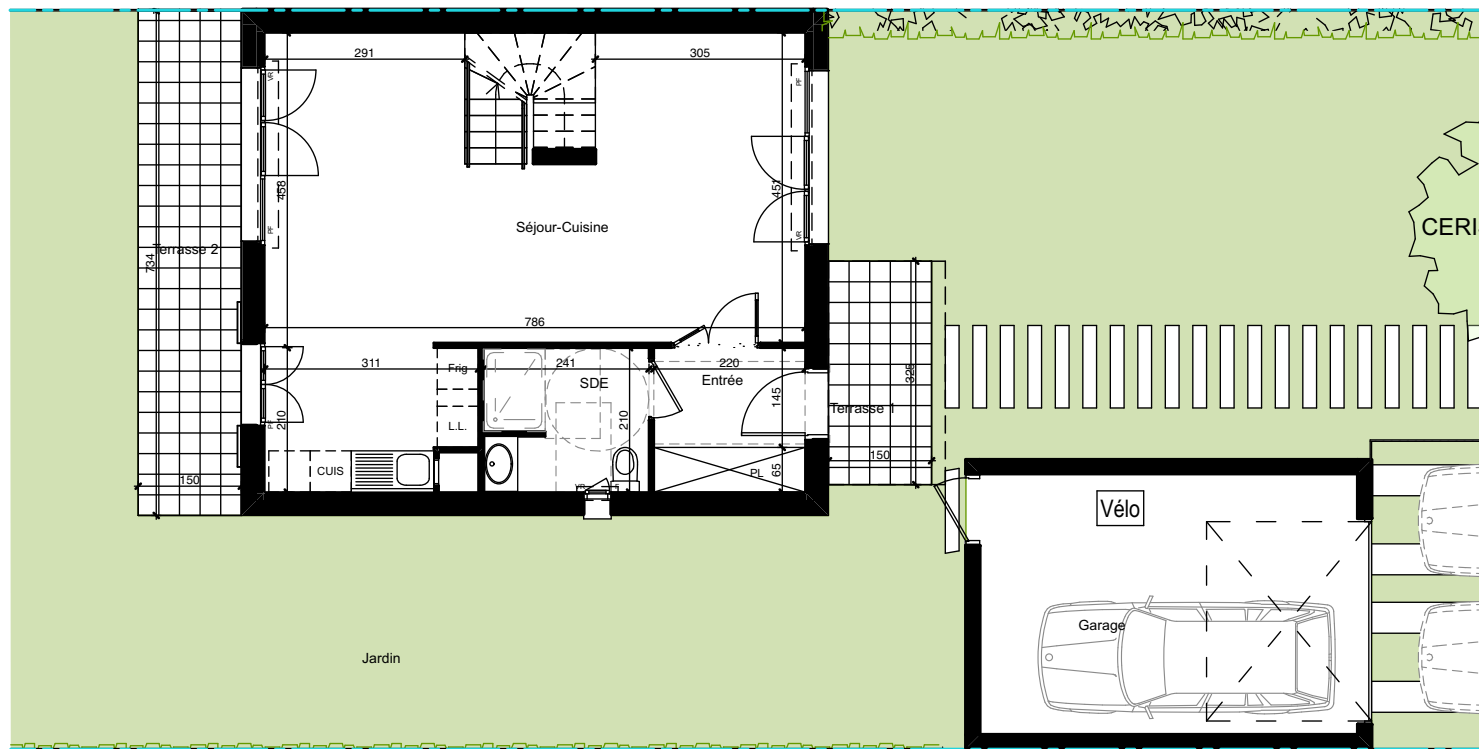 291
305
VR
PF
458
451
Séjour-Cuisine
PF
VR
CERI
Terrasse 2
734
786
311
241
220
325
Frig
SDE
Entrée
145
Terrasse 1
210
L.L.
210
PF
CUIS
PL
65
150
150
Vélo
Garage
Jardin